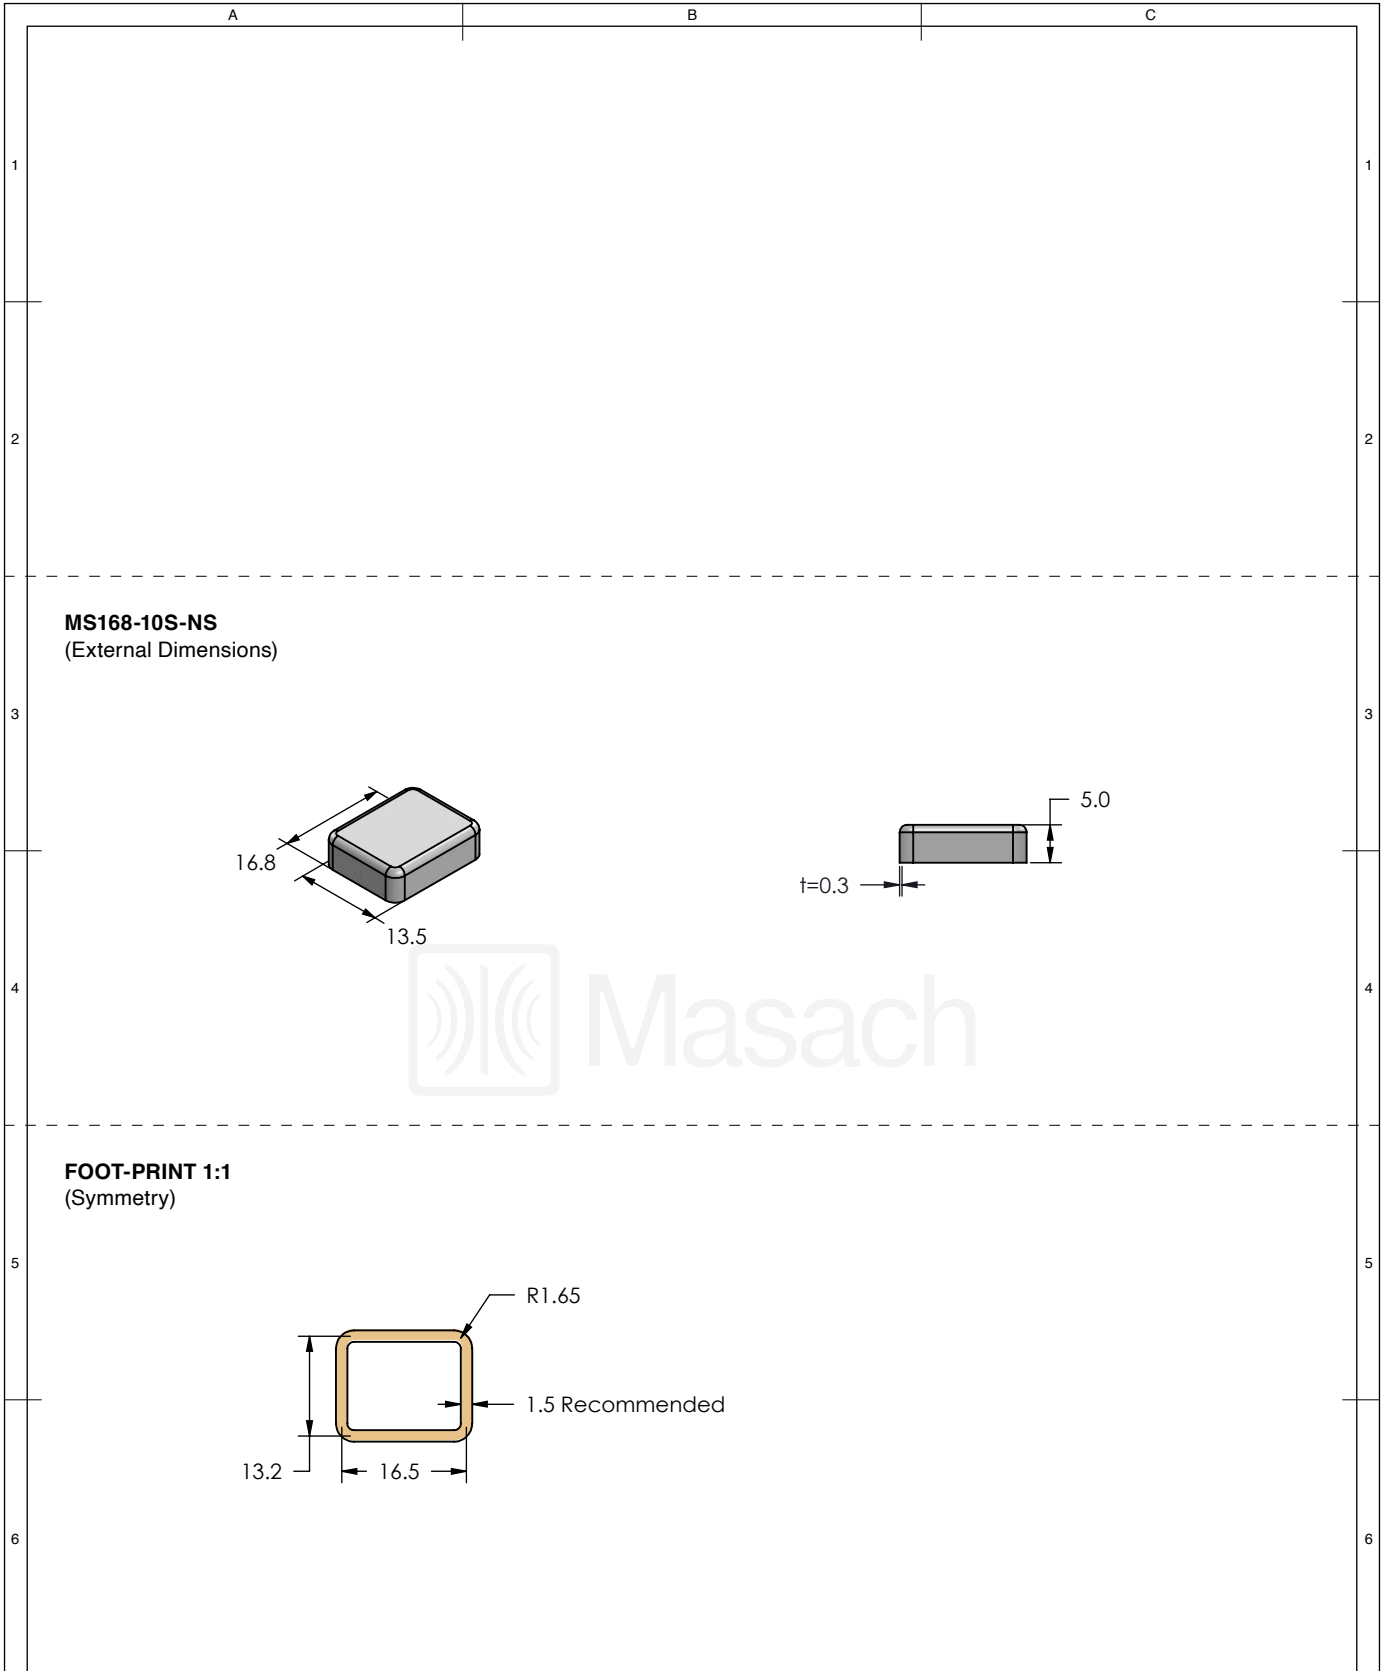 A B C
1 1
2 2
MS168-10S-NS
(External Dimensions)
3 3
5.0
16.8
t=0.3
13.5
Masach
4 4
FOOT-PRINT 1:1
(Symmetry)
5 5
R1.65
1.5 Recommended
13.2 16.5
6 6